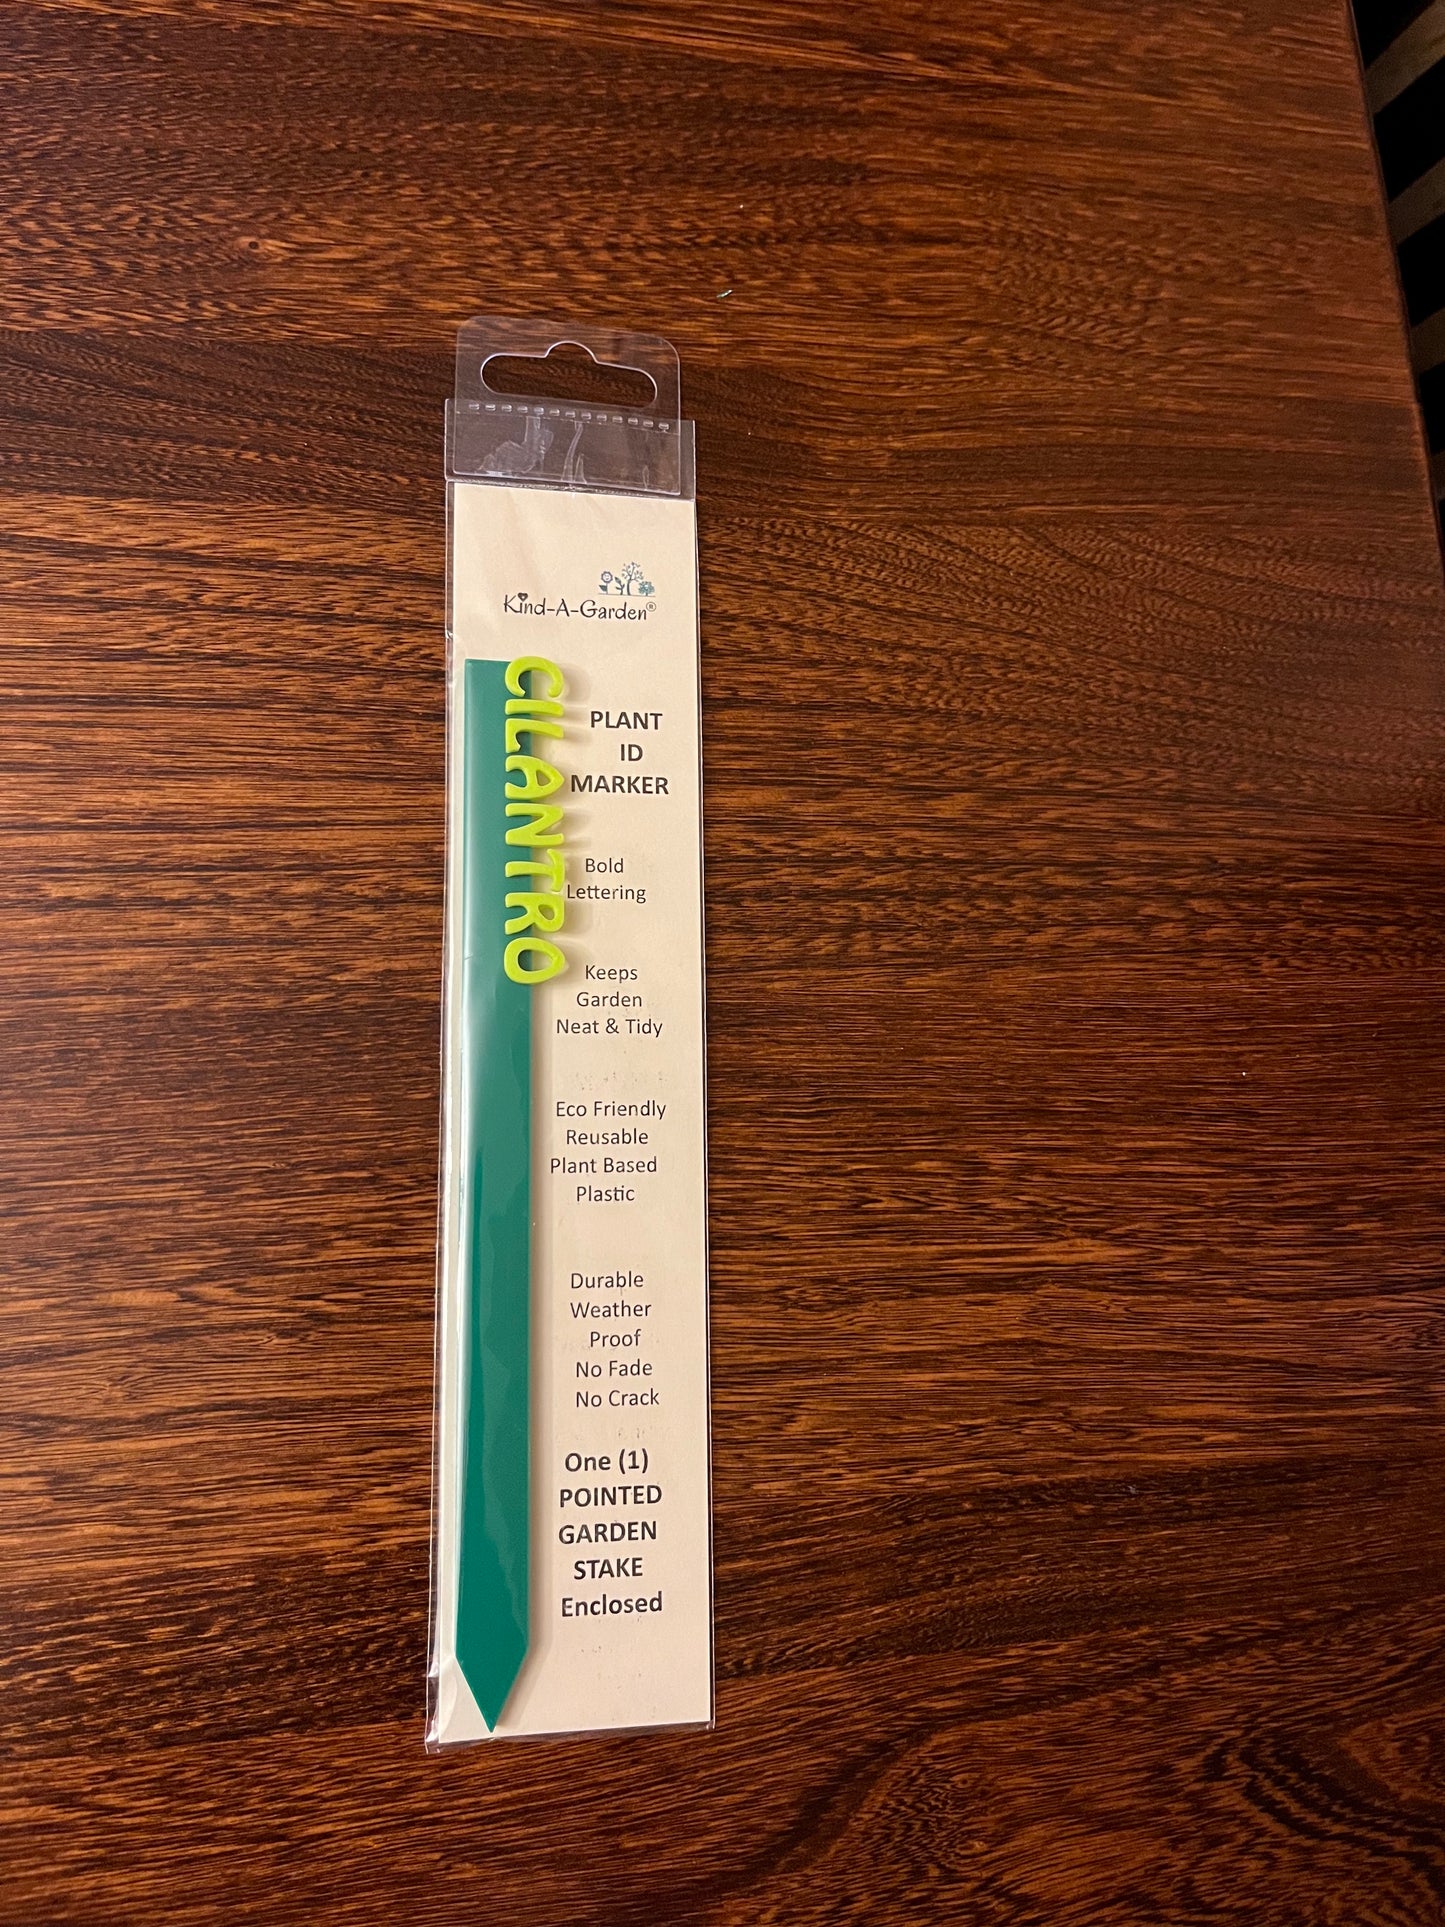 Kind-A-Garden®
CILANTRO
PLANT
ID
MARKER
Bold
Lettering
Keeps
Garden
Neat & Tidy
Eco Friendly
Reusable
Plant Based
Plastic
Durable
Weather
Proof
No Fade
No Crack
One (1)
POINTED
GARDEN
STAKE
Enclosed